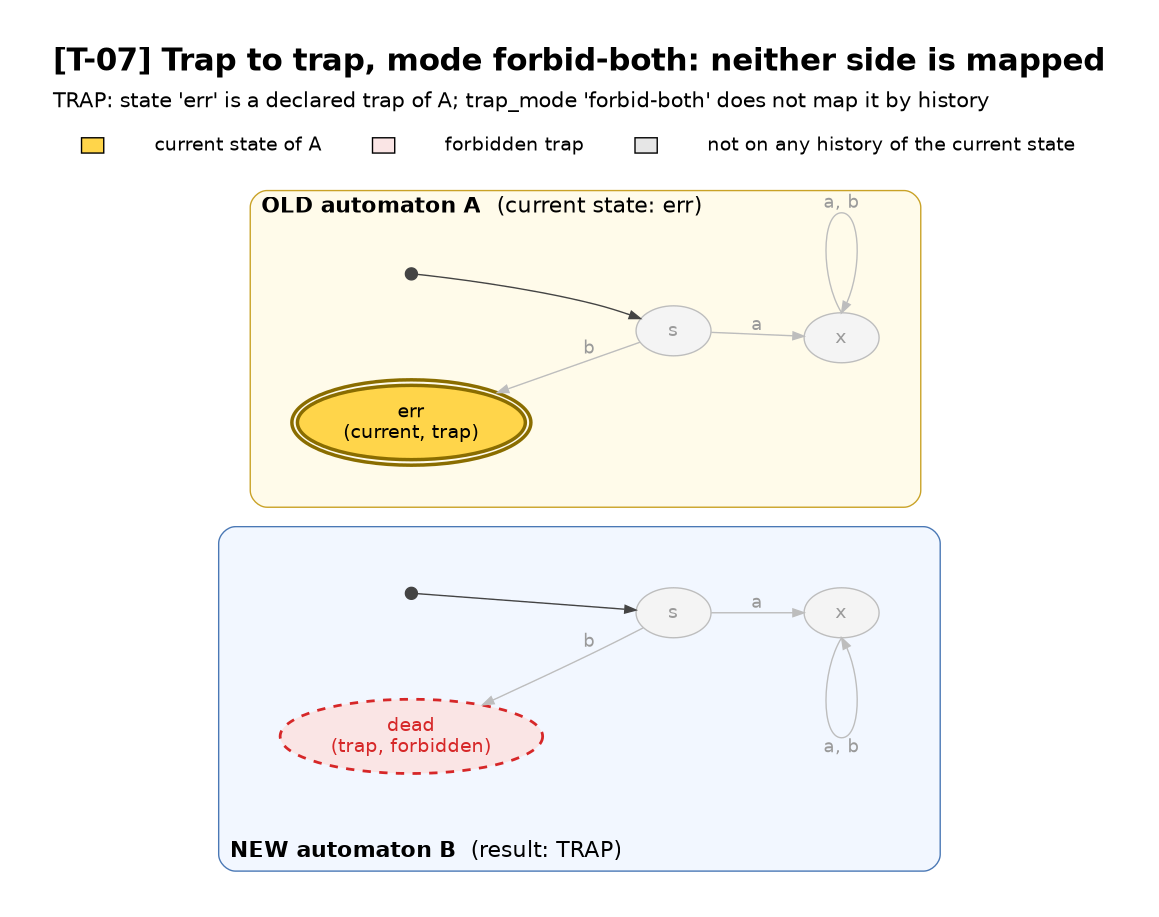 [T-07] Trap to trap, mode forbid-both: neither side is mapped
TRAP: state 'err' is a declared trap of A; trap_mode 'forbid-both' does not map it by history
current state of A
forbidden trap
not on any history of the current state
OLD automaton A (current state: err)
a, b
s
a
x
b
err
(current, trap)
s
a
x
b
dead
(trap, forbidden)
a, b
NEW automaton B (result: TRAP)